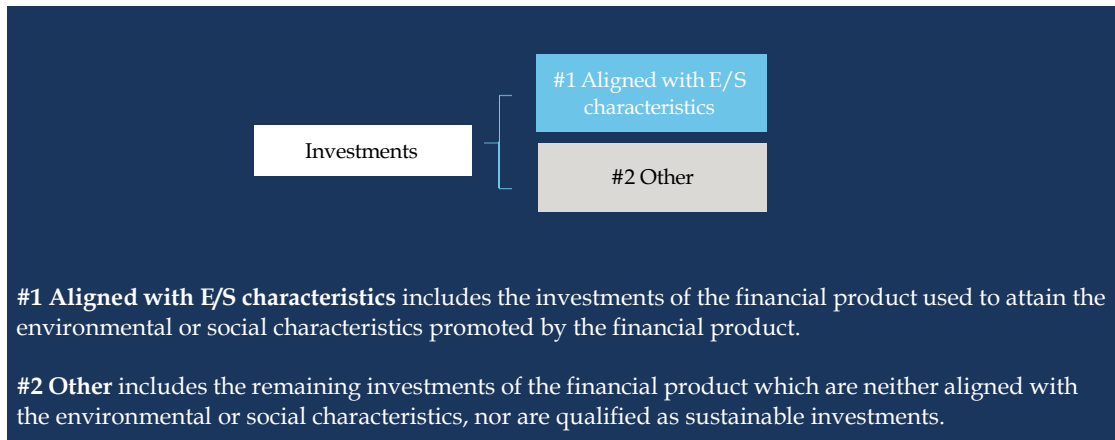 #1 Aligned with E/S
characteristics
Investments
#2 Other
#1 Aligned with E/S characteristics includes the investments of the financial product used to attain the
environmental or social characteristics promoted by the financial product.
#2 Other includes the remaining investments of the financial product which are neither aligned with
the environmental or social characteristics, nor are qualified as sustainable investments.